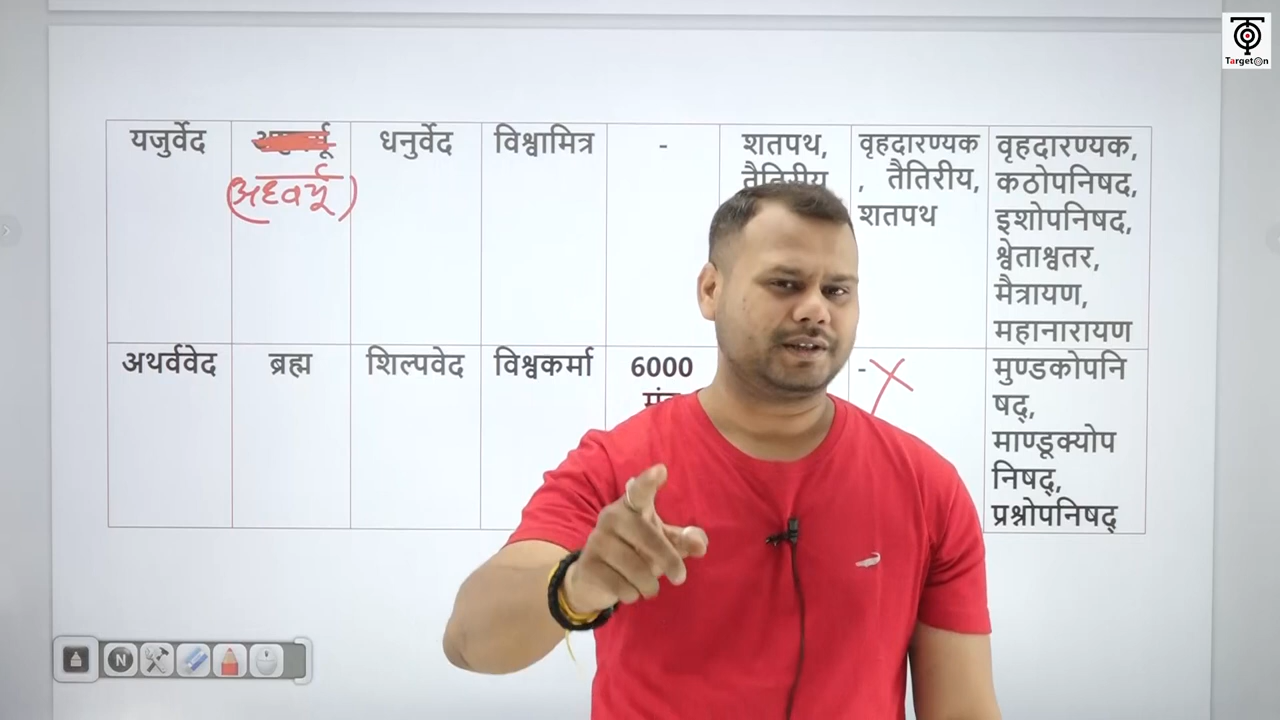 TargetOn
यजुर्वेद
धनुर्वेद
विश्वामित्र
-
शतपथ,
तैतिरीय
वृहदारण्यक
, तैतिरीय,
शतपथ
वृहदारण्यक,
कठोपनिषद,
इशोपनिषद,
श्वेताश्वतर,
मैत्रायण,
महानारायण
(अध्वर्यू)
अथर्ववेद
ब्रह्म
शिल्पवेद
विश्वकर्मा
6000
-
मुण्डकोपनि
षद्,
माण्डूक्योप
निषद्,
प्रश्नोपनिषद्
N